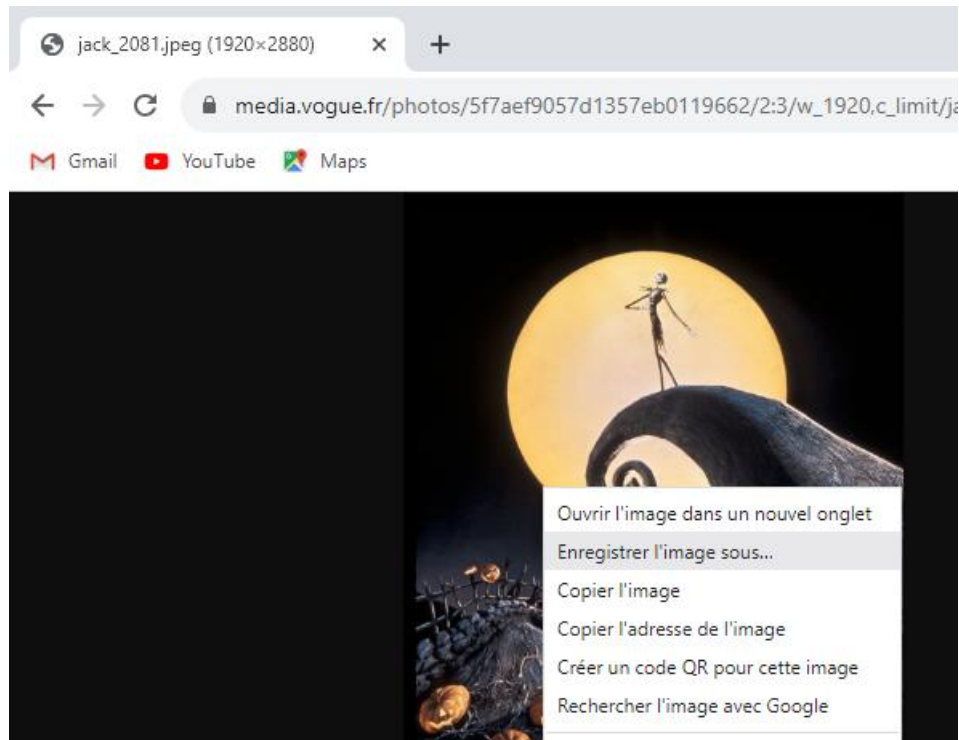 jack_2081.jpeg (1920×2880)
media.vogue.fr/photos/5f7aef9057d1357eb0119662/2:3/w_1920,c_limit/ja
Gmail YouTube Maps
Ouvrir l'image dans un nouvel onglet
Enregistrer l'image sous...
Copier l'image
Copier l'adresse de l'image
Créer un code QR pour cette image
Rechercher l'image avec Google